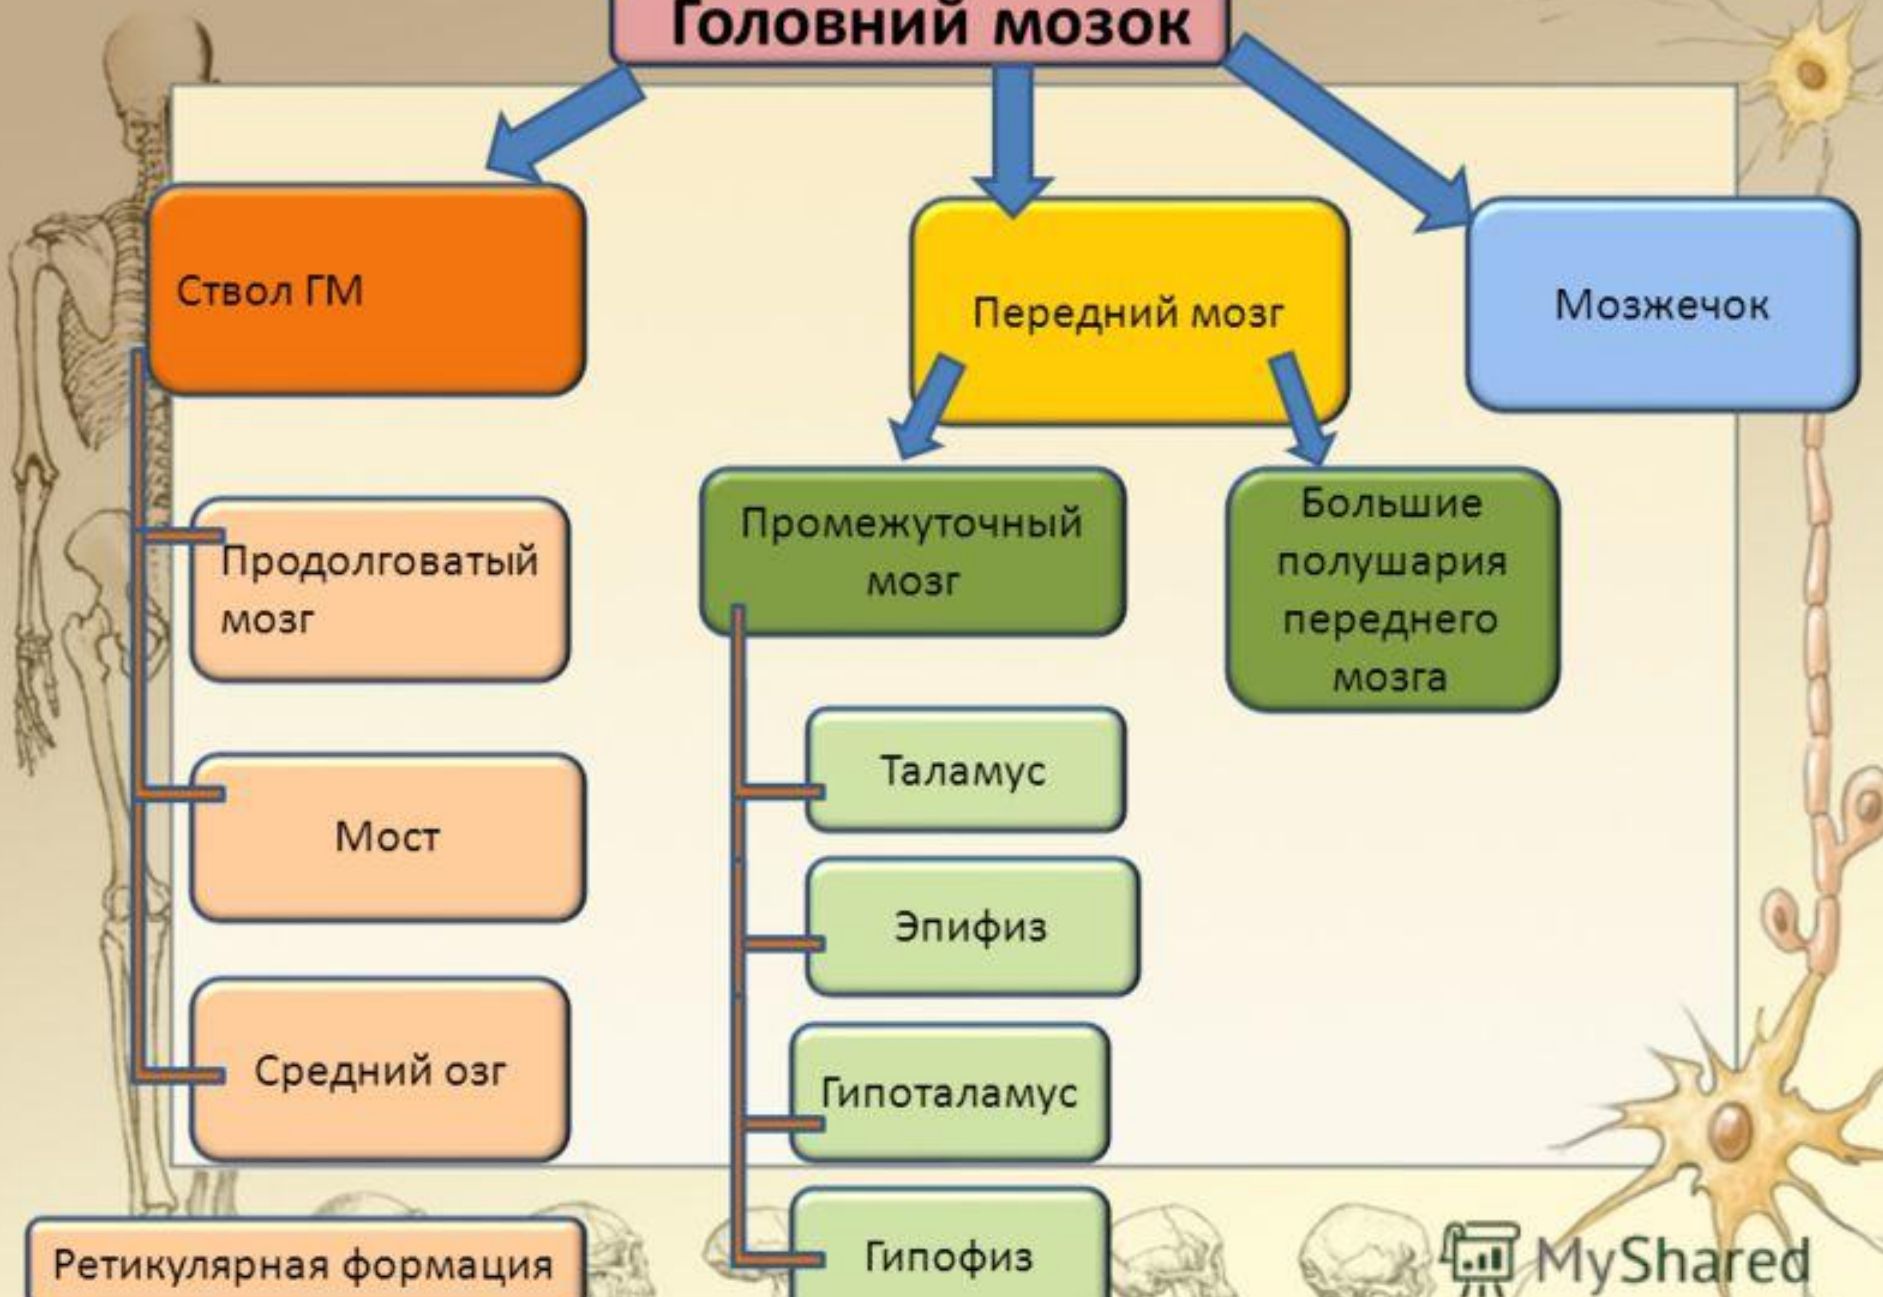 Головний мозок
Ствол ГМ
Передний мозг
Мозжечок
Продолговатый
мозг
Мост
Средний озг
Ретикулярная формация
Промежуточный
мозг
Таламус
Эпифиз
Гипоталамус
Гипофиз
Большие
полушария
переднего
мозга
MyShared